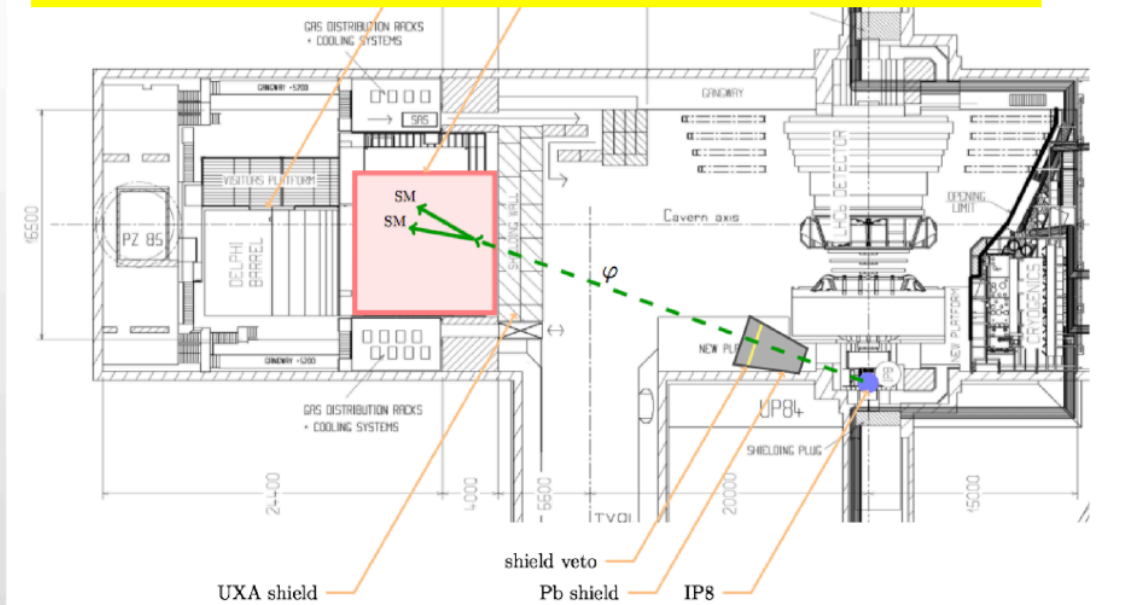 GAS DISTRIBUTION RACKS
+ COOLING SYSTEMS
GANGWAY -5200
SAS
GANGWAY
VISITORS PLATFORM
SM
SM
PZ 85
DELPHI
BARREL
SHIELDING WALL
Cavern axis
LHCb DETECTOR
OPENING
LIMIT
CRYOGENICS
16500
φ
NEW PLATFORM
IP8
GANGWAY -5200
UP84
GAS DISTRIBUTION RACKS
+ COOLING SYSTEMS
SHIELDING PLUG
24400
4000
6600
20000
15000
shield veto
UXA shield
Pb shield
IP8